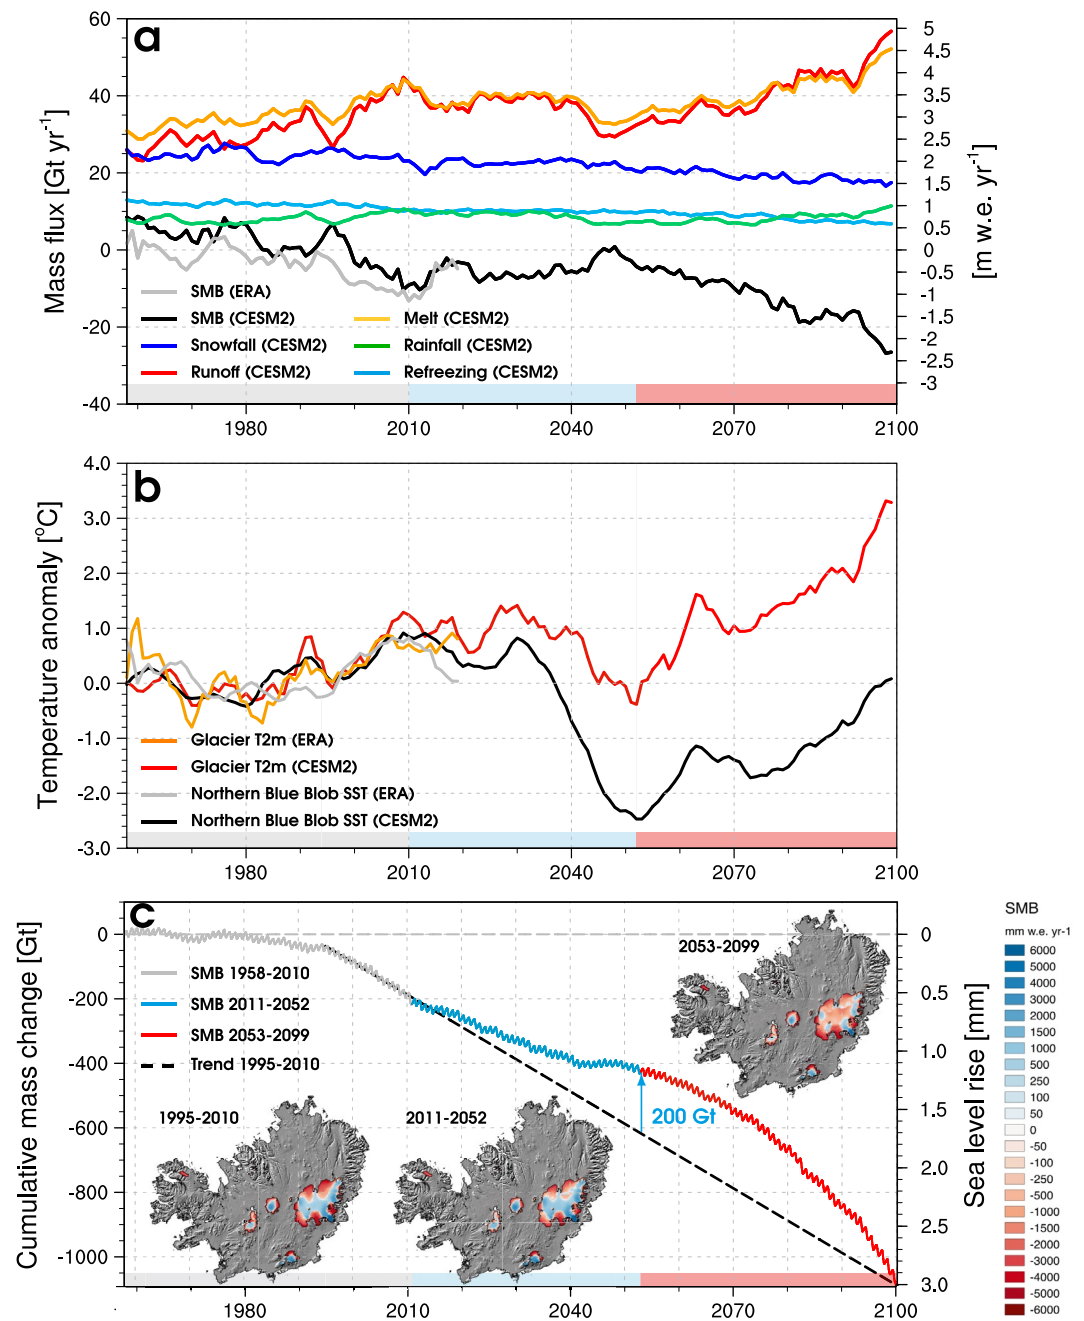 a
60
40
20
0
-20
-40
Mass flux [Gt yr-1]
5
4.5
4
3.5
3
2.5
2
1.5
1
0.5
0
-0.5
-1
-1.5
-2
-2.5
-3
[m w.e. yr-1]
SMB (ERA)
SMB (CESM2)
Snowfall (CESM2)
Runoff (CESM2)
Melt (CESM2)
Rainfall (CESM2)
Refreezing (CESM2)
1980 2010 2040 2070 2100
b
4.0
3.0
2.0
1.0
0.0
-1.0
-2.0
-3.0
Temperature anomaly [°C]
Glacier T2m (ERA)
Glacier T2m (CESM2)
Northern Blue Blob SST (ERA)
Northern Blue Blob SST (CESM2)
1980 2010 2040 2070 2100
c
0
-200
-400
-600
-800
-1000
Cumulative mass change [Gt]
SMB 1958-2010
SMB 2011-2052
SMB 2053-2099
Trend 1995-2010
1995-2010
2011-2052
2053-2099
200 Gt
0
0.5
1.0
1.5
2.0
2.5
3.0
Sea level rise [mm]
1980 2010 2040 2070 2100
SMB
mm w.e. yr-1
6000
5000
4000
3000
2000
1500
1000
500
250
100
50
0
-50
-100
-250
-500
-1000
-1500
-2000
-3000
-4000
-5000
-6000